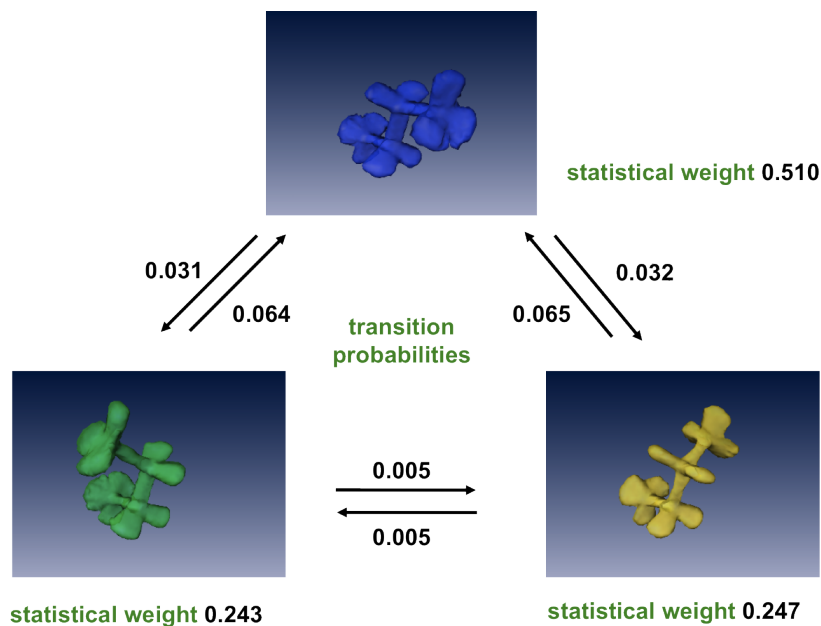 statistical weight 0.510
0.031
0.032
0.064
0.065
transition
probabilities
0.005
0.005
statistical weight 0.243
statistical weight 0.247